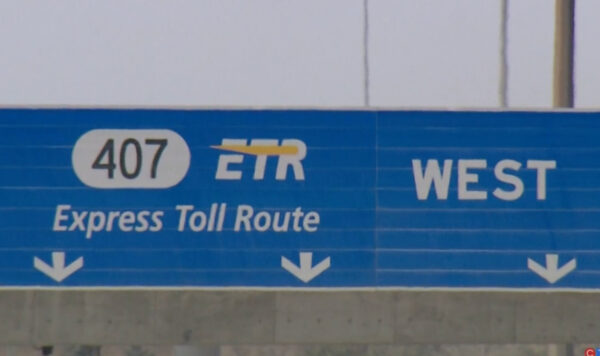 407 ETR WEST
Express Toll Route